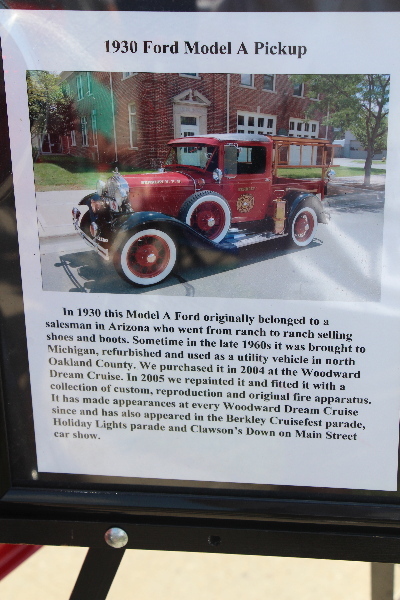 1930 Ford Model A Pickup
In 1930 this Model A Ford originally belonged to a
salesman in Arizona who went from ranch to ranch selling
shoes and boots. Sometime in the late 1960s it was brought to
Michigan, refurbished and used as a utility vehicle in north
Oakland County. We purchased it in 2004 at the Woodward
Dream Cruise. In 2005 we repainted it and fitted it with a
collection of custom, reproduction and original fire apparatus.
It has made appearances at every Woodward Dream Cruise
since and has also appeared in the Berkley Cruisefest parade,
Holiday Lights parade and Clawson's Down on Main Street
car show.